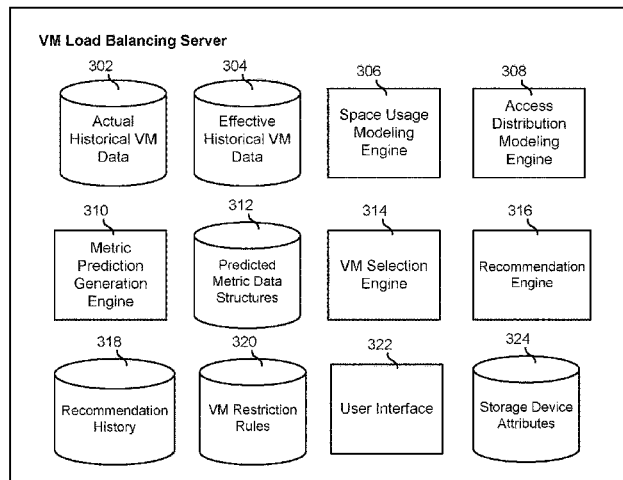 VM Load Balancing Server
302
304
306
308
Actual
Historical VM
Data
Effective
Historical VM
Data
Space Usage
Modeling
Engine
Access
Distribution
Modeling
Engine
310
312
314
316
Metric
Prediction
Generation
Engine
Predicted
Metric Data
Structures
VM Selection
Engine
Recommendation
Engine
318
320
322
324
Recommendation
History
VM Restriction
Rules
User Interface
Storage Device
Attributes